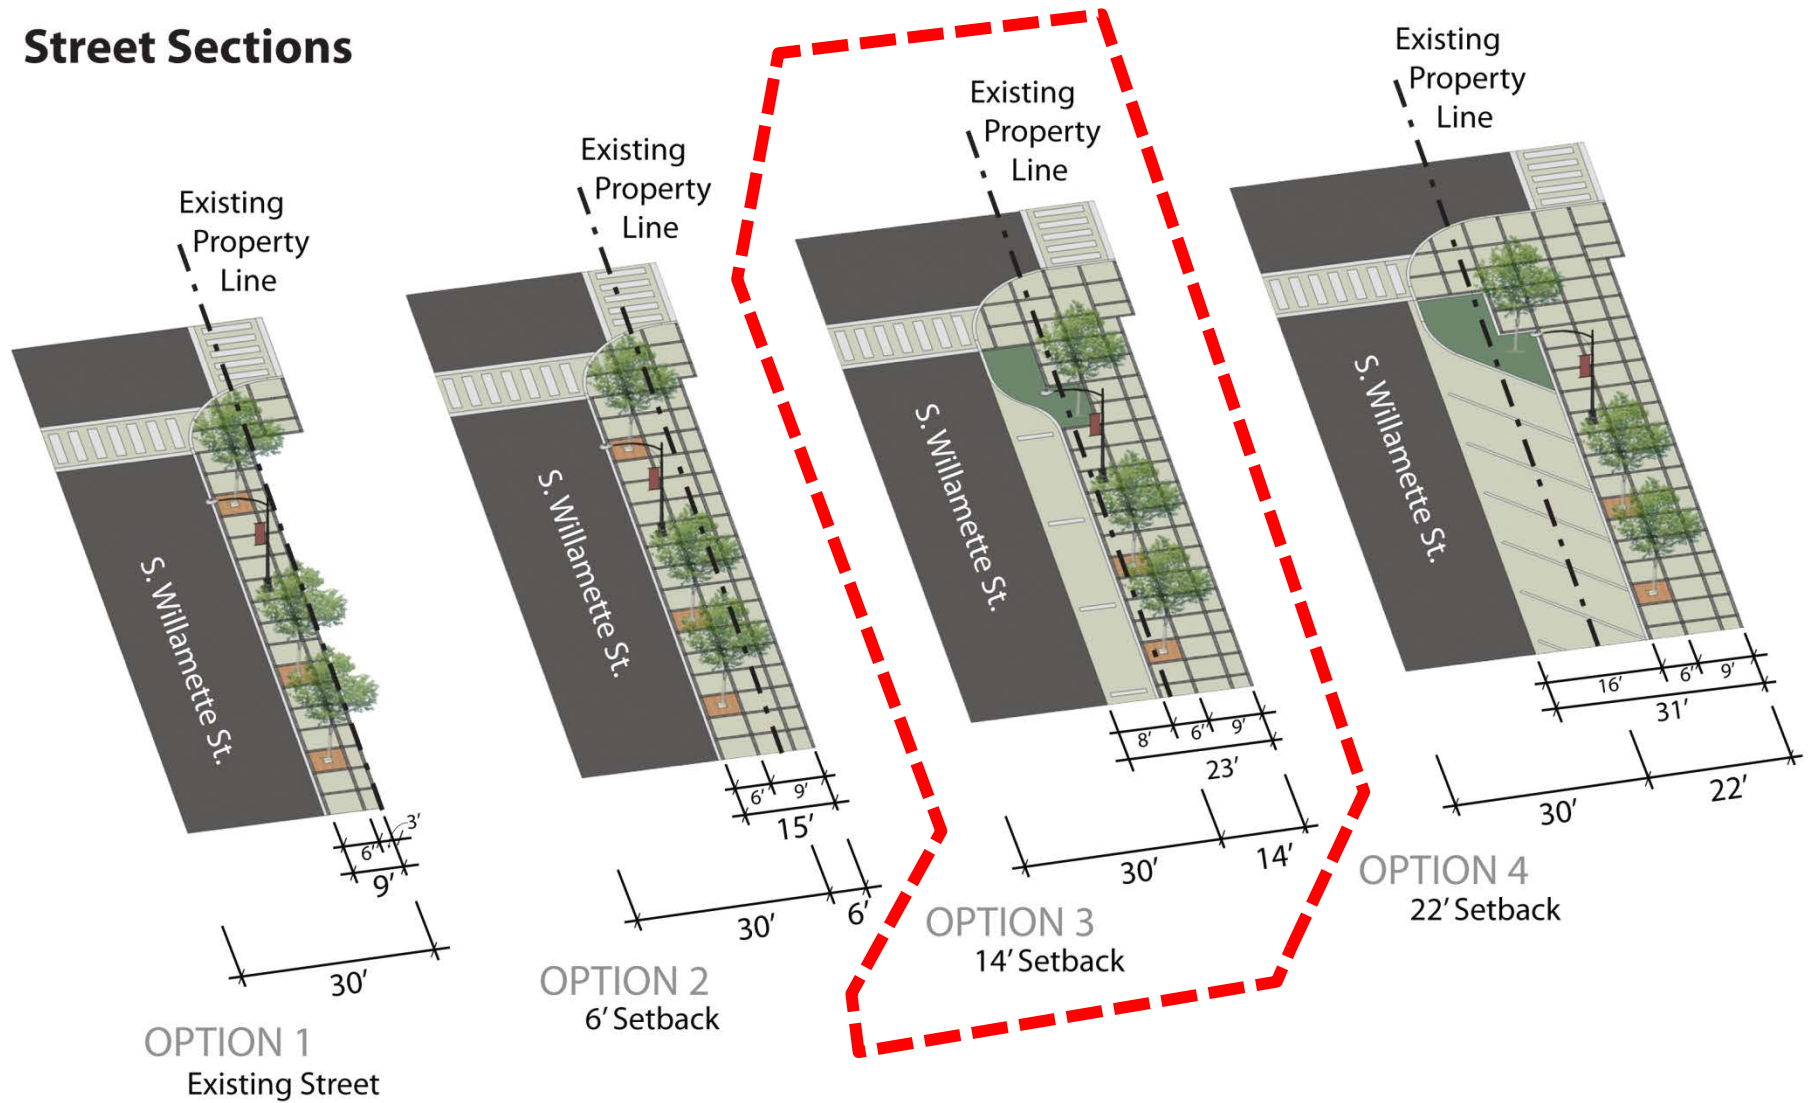 Street Sections
Existing
Property
Line
S. Willamette St.
6'
3'
9'
30'
OPTION 1
Existing Street
Existing
Property
Line
S. Willamette St.
6'
9'
15'
30'
6'
OPTION 2
6' Setback
Existing
Property
Line
S. Willamette St.
8'
6'
9'
23'
30'
14'
OPTION 3
14' Setback
Existing
Property
Line
S. Willamette St.
16'
6'
9'
31'
30'
22'
OPTION 4
22' Setback